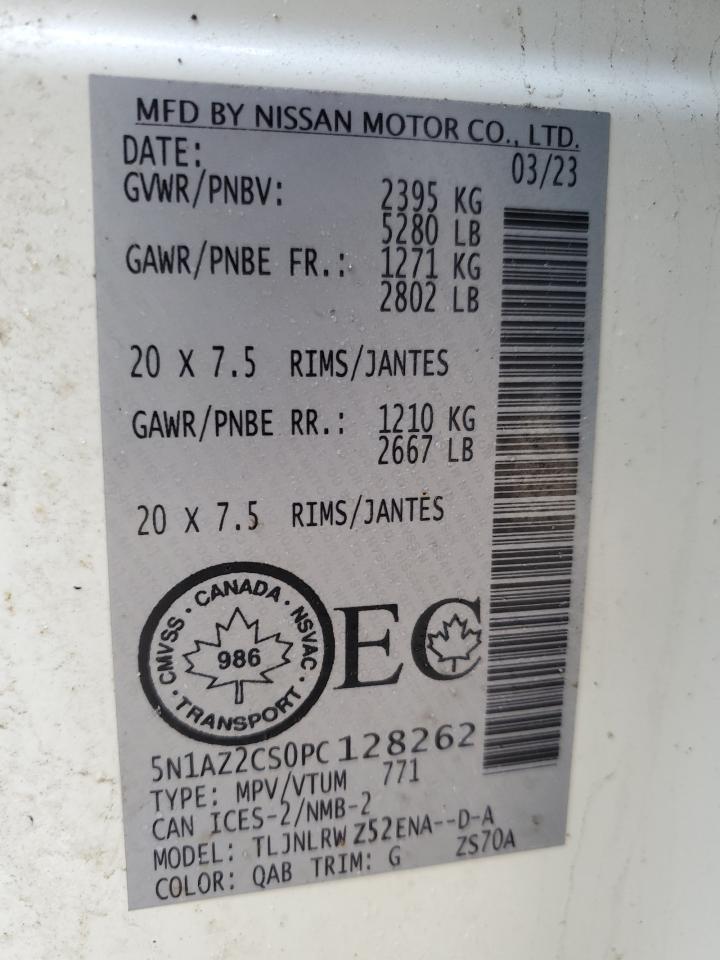 MFD BY NISSAN MOTOR CO., LTD.
DATE: 03/23
GVWR/PNBV: 2395 KG
5280 LB
GAWR/PNBE FR.: 1271 KG
2802 LB
20 X 7.5 RIMS/JANTES
GAWR/PNBE RR.: 1210 KG
2667 LB
20 X 7.5 RIMS/JANTES
CMVSS · CANADA · NSVAC · TRANSPORT ·
986
EC
5N1AZ2CS0PC128262
TYPE: MPV/VTUM 771
CAN ICES-2/NMB-2
MODEL: TLJNLRW Z52ENA--D-A
COLOR: QAB TRIM: G ZS70A